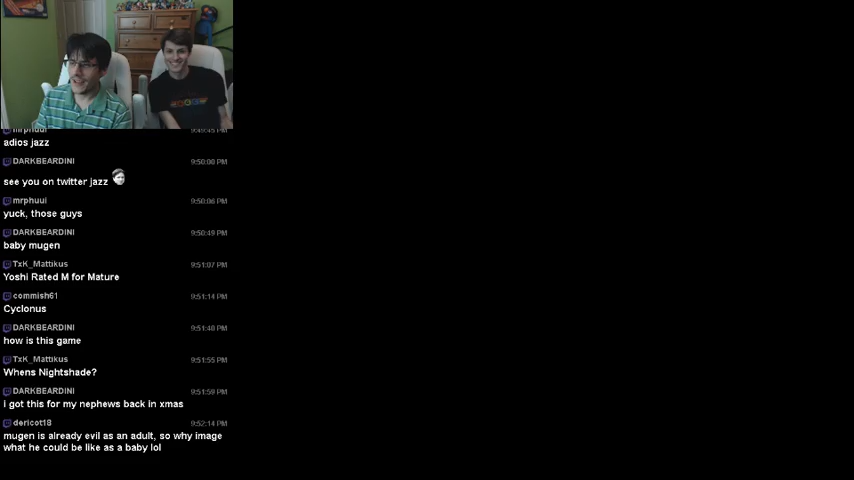 mrphuui 9:49:45 PM
adios jazz
DARKBEARDINI 9:50:00 PM
see you on twitter jazz
mrphuui 9:50:06 PM
yuck, those guys
DARKBEARDINI 9:50:49 PM
baby mugen
TxK_Mattikus 9:51:07 PM
Yoshi Rated M for Mature
commish61 9:51:14 PM
Cyclonus
DARKBEARDINI 9:51:48 PM
how is this game
TxK_Mattikus 9:51:55 PM
Whens Nightshade?
DARKBEARDINI 9:51:59 PM
i got this for my nephews back in xmas
dericot18 9:52:14 PM
mugen is already evil as an adult, so why image
what he could be like as a baby lol